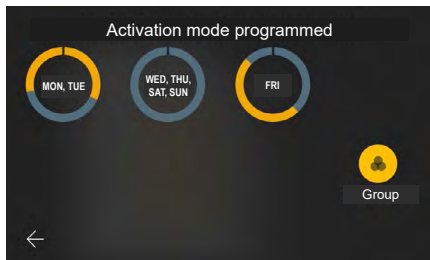 Activation mode programmed
MON, TUE
WED, THU,
SAT, SUN
FRI
Group